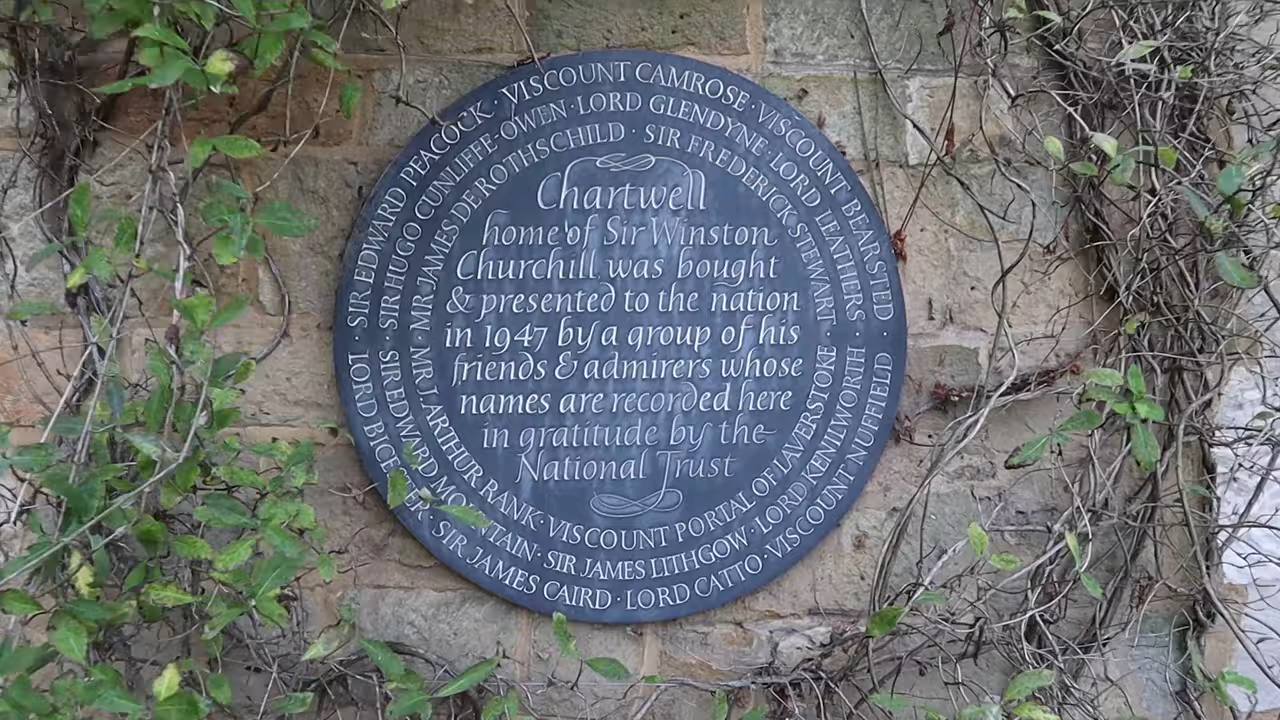 VISCOUNT CAMROSE · VISCOUNT BEARSTED · VISCOUNT NUFFIELD · LORD CATTO · SIR JAMES CAIRD · LORD BICESTER · SIR EDWARD PEACOCK ·
SIR HUGO CUNLIFFE-OWEN · LORD GLENDYNE · LORD LEATHERS · LORD KENILWORTH · SIR JAMES LITHGOW · SIR EDWARD MOUNTAIN ·
MR JAMES DE ROTHSCHILD · SIR FREDERICK STEWART · VISCOUNT PORTAL OF LAVERSTOKE · MR J. ARTHUR RANK ·
Chartwell
home of Sir Winston
Churchill was bought
& presented to the nation
in 1947 by a group of his
friends & admirers whose
names are recorded here
in gratitude by the
National Trust